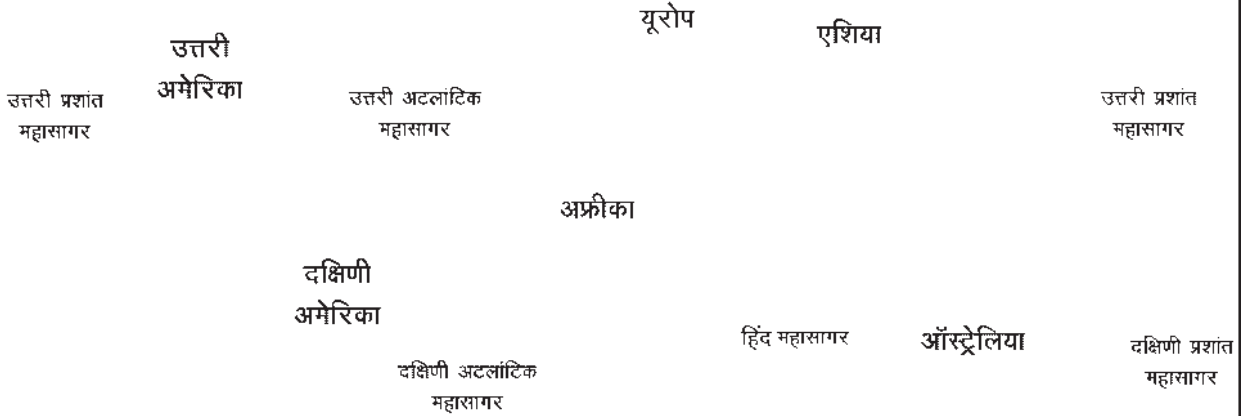 यूरोप
एशिया
उत्तरी
अमेरिका
उत्तरी प्रशांत
महासागर
उत्तरी अटलांटिक
महासागर
उत्तरी प्रशांत
महासागर
अफ्रीका
दक्षिणी
अमेरिका
हिंद महासागर
ऑस्ट्रेलिया
दक्षिणी प्रशांत
महासागर
दक्षिणी अटलांटिक
महासागर